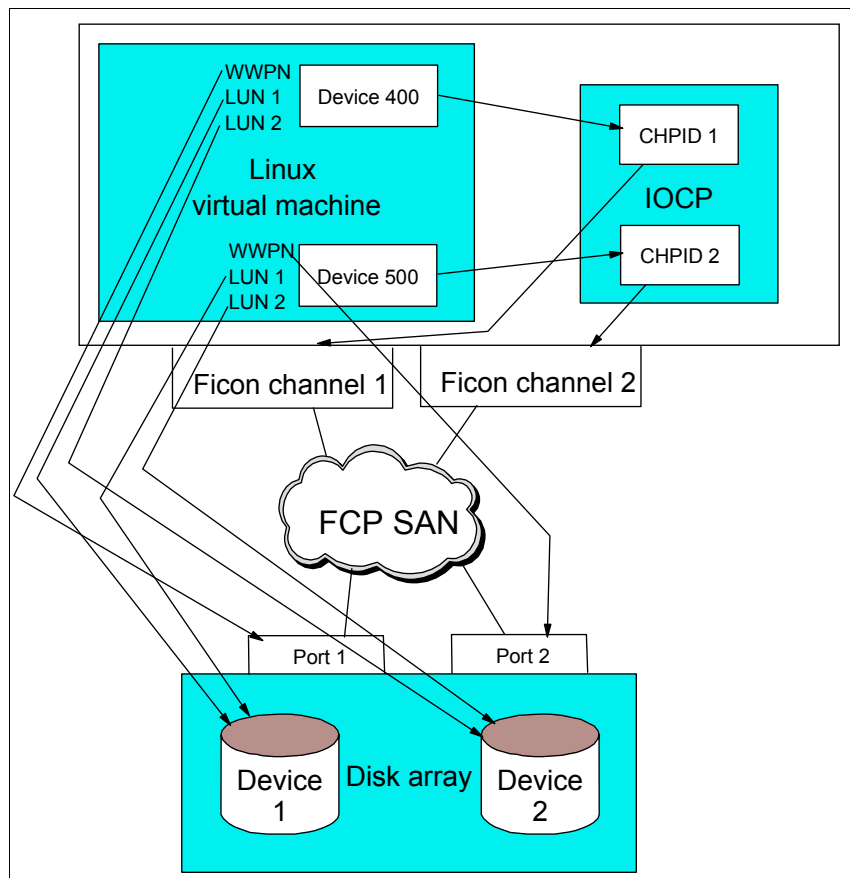 WWPN
LUN 1
LUN 2
Device 400
Linux
virtual machine
WWPN
LUN 1
LUN 2
Device 500
CHPID 1
IOCP
CHPID 2
Ficon channel 1
Ficon channel 2
FCP SAN
Port 1
Port 2
Device
1
Disk array
Device
2